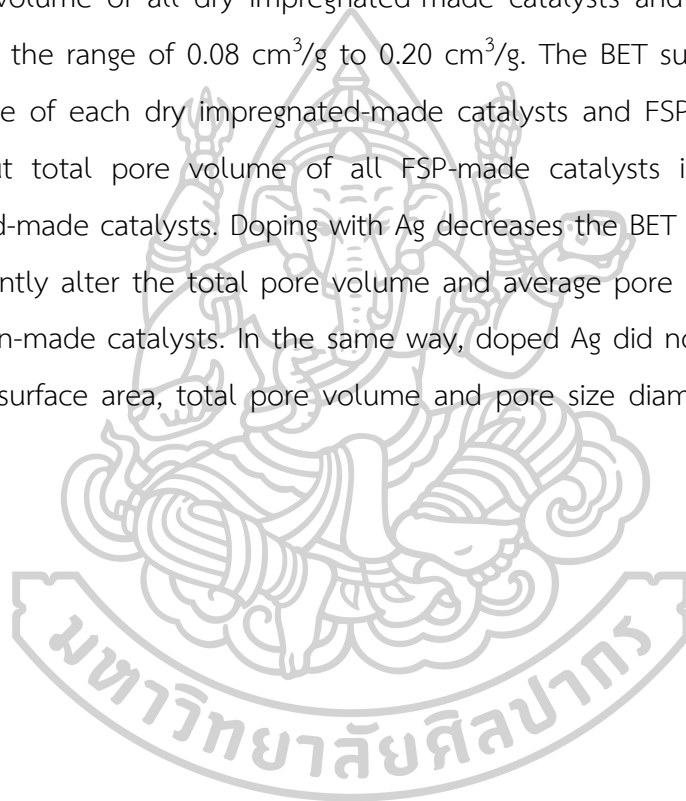 volume of all dry impregnated-made catalysts and
the range of 0.08 cm³/g to 0.20 cm³/g. The BET su
e of each dry impregnated-made catalysts and FSP
t total pore volume of all FSP-made catalysts i
d-made catalysts. Doping with Ag decreases the BET
ntly alter the total pore volume and average pore
n-made catalysts. In the same way, doped Ag did no
surface area, total pore volume and pore size diam
มหาวิทยาลัยศิลปากร